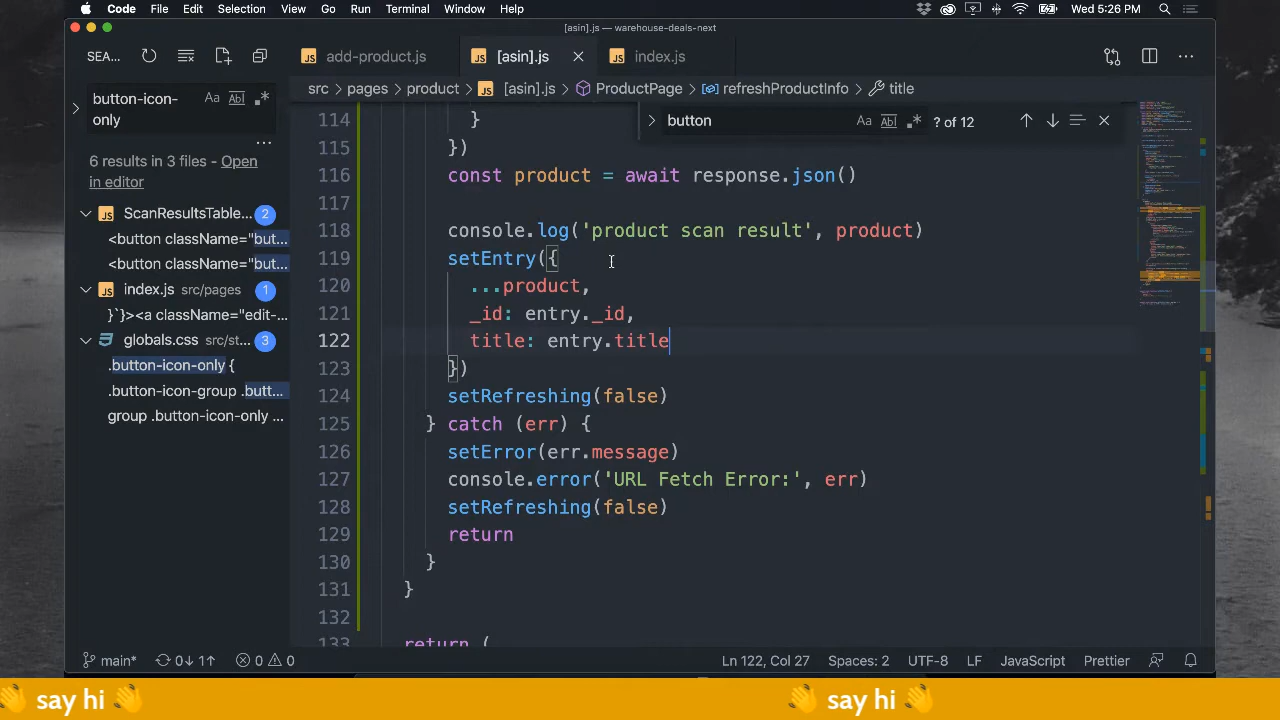 Code File Edit Selection View Go Run Terminal Window Help Wed 5:26 PM
[asin].js — warehouse-deals-next
SEA...
JS add-product.js JS [asin].js JS index.js
src > pages > product > JS [asin].js > ProductPage > refreshProductInfo > title
button-icon-only Aa Ab
button Aa Ab ? of 12
...
6 results in 3 files - Open in editor
JS ScanResultsTable... 2
<button className="but...
<button className="but...
JS index.js src/pages 1
}`}><a className="edit-...
globals.css src/st... 3
.button-icon-only {
.button-icon-group .butt...
group .button-icon-only ...
114 }
115 })
116 const product = await response.json()
117
118 console.log('product scan result', product)
119 setEntry({
120 ...product,
121 _id: entry._id,
122 title: entry.title
123 })
124 setRefreshing(false)
125 } catch (err) {
126 setError(err.message)
127 console.error('URL Fetch Error:', err)
128 setRefreshing(false)
129 return
130 }
131 }
132
133 return (
main* 0↓ 1↑ 0 0 Ln 122, Col 27 Spaces: 2 UTF-8 LF JavaScript Prettier
👋 say hi 👋 👋 say hi 👋